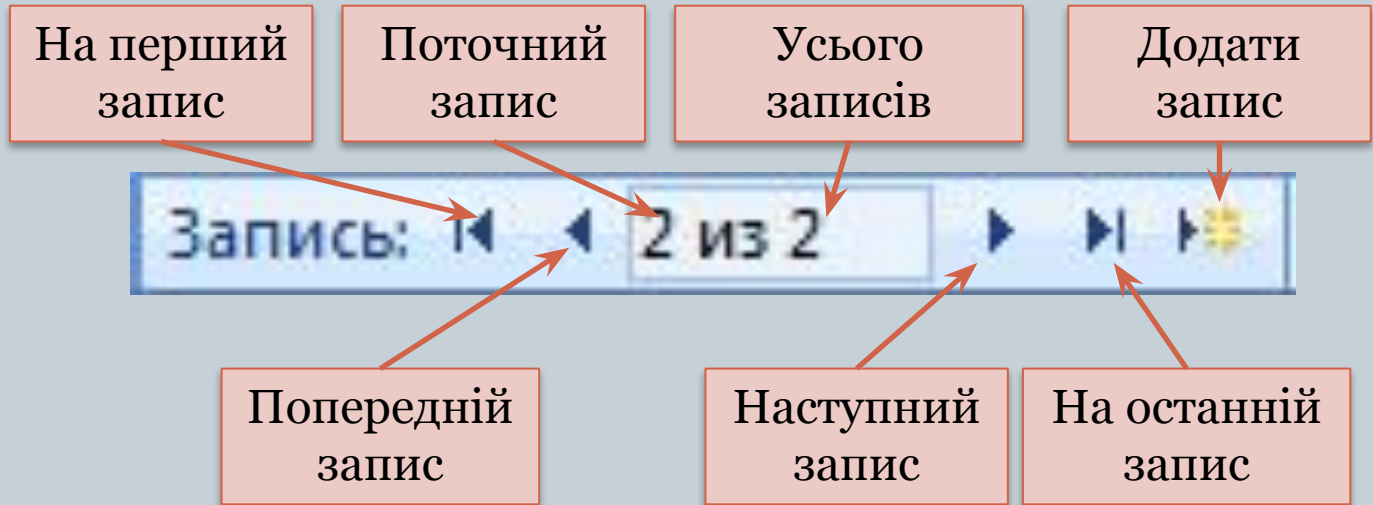 На перший
запис
Поточний
запис
Усього
записів
Додати
запис
Запись: 2 из 2
Попередній
запис
Наступний
запис
На останній
запис